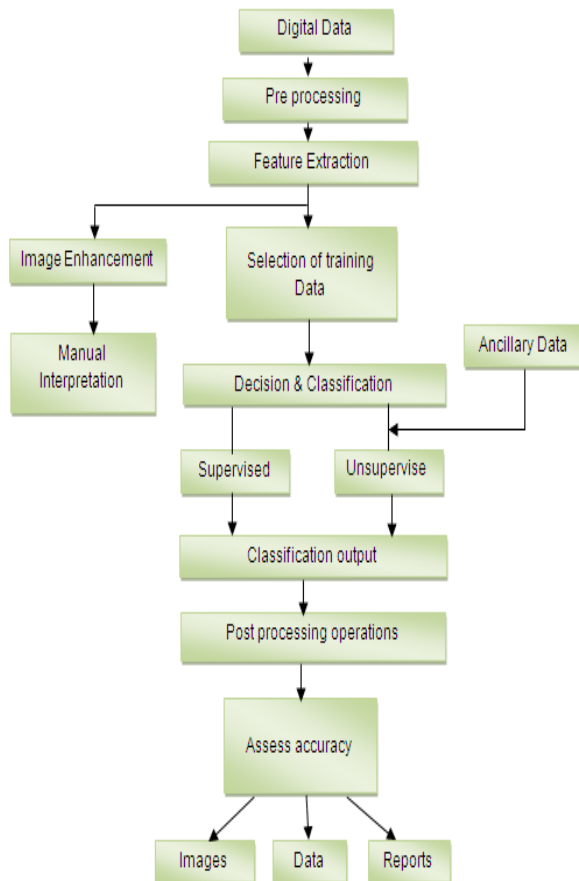 Digital Data
Pre processing
Feature Extraction
Image Enhancement
Selection of training
Data
Manual
Interpretation
Ancillary Data
Decision & Classification
Supervised
Unsupervise
Classification output
Post processing operations
Assess accuracy
Images
Data
Reports